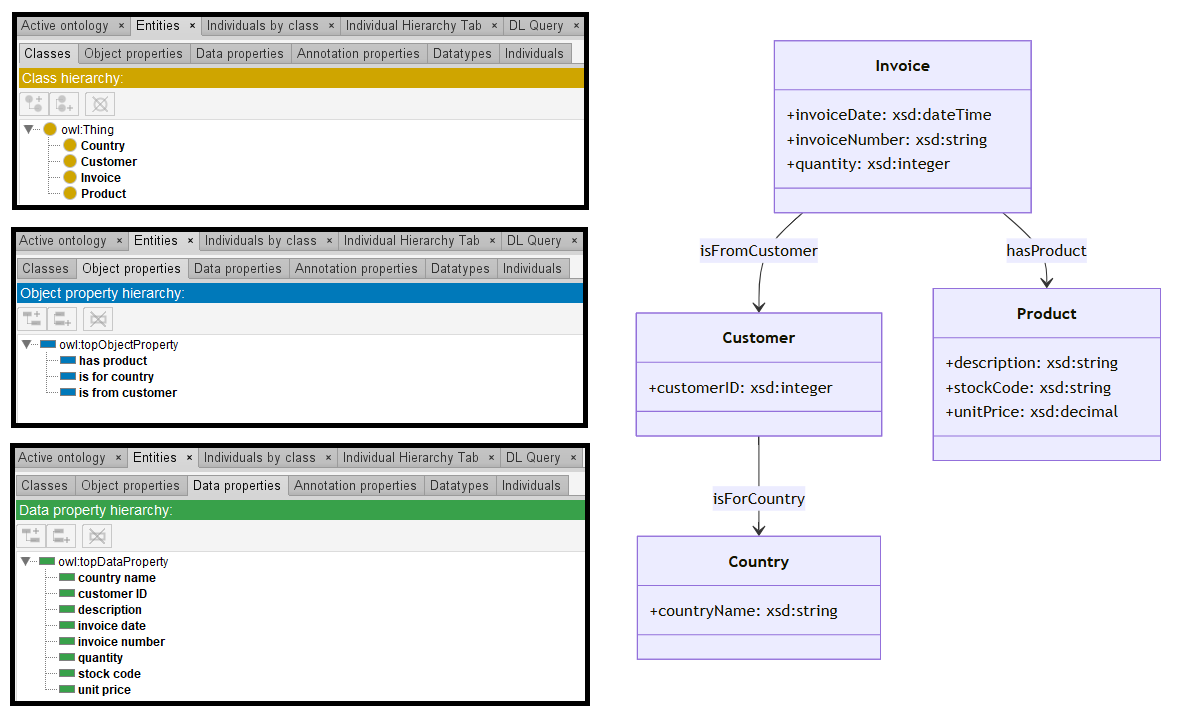 Active ontology × Entities × Individuals by class × Individual Hierarchy Tab × DL Query ×
Classes Object properties Data properties Annotation properties Datatypes Individuals
Class hierarchy:
owl:Thing
Country
Customer
Invoice
Product
Active ontology × Entities × Individuals by class × Individual Hierarchy Tab × DL Query ×
Classes Object properties Data properties Annotation properties Datatypes Individuals
Object property hierarchy:
owl:topObjectProperty
has product
is for country
is from customer
Active ontology × Entities × Individuals by class × Individual Hierarchy Tab × DL Query ×
Classes Object properties Data properties Annotation properties Datatypes Individuals
Data property hierarchy:
owl:topDataProperty
country name
customer ID
description
invoice date
invoice number
quantity
stock code
unit price
Invoice
+invoiceDate: xsd:dateTime
+invoiceNumber: xsd:string
+quantity: xsd:integer
isFromCustomer
hasProduct
Customer
+customerID: xsd:integer
Product
+description: xsd:string
+stockCode: xsd:string
+unitPrice: xsd:decimal
isForCountry
Country
+countryName: xsd:string